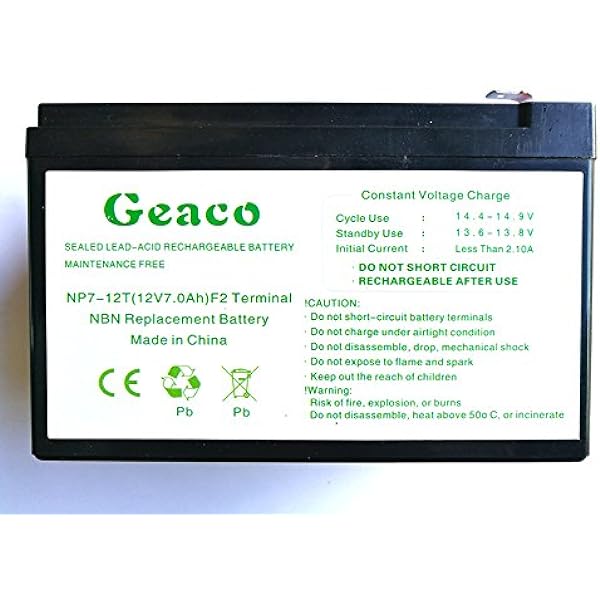 Geaco
SEALED LEAD-ACID RECHARGEABLE BATTERY
MAINTENANCE FREE
NP7-12T(12V7.0Ah)F2 Terminal
NBN Replacement Battery
Made in China
CE
Pb
Pb
Constant Voltage Charge
Cycle Use : 14.4-14.9V
Standby Use : 13.6-13.8V
Initial Current : Less Than 2.10A
· DO NOT SHORT CIRCUIT
· RECHARGEABLE AFTER USE
!CAUTION:
· Do not short-circuit battery terminals
· Do not charge under airtight condition
· Do not disassemble, drop, mechanical shock
· Do not expose to flame and spark
· Keep out the reach of children
!Warning:
Risk of fire, explosion, or burns
Do not disassemble, heat above 50o C, or incinerate